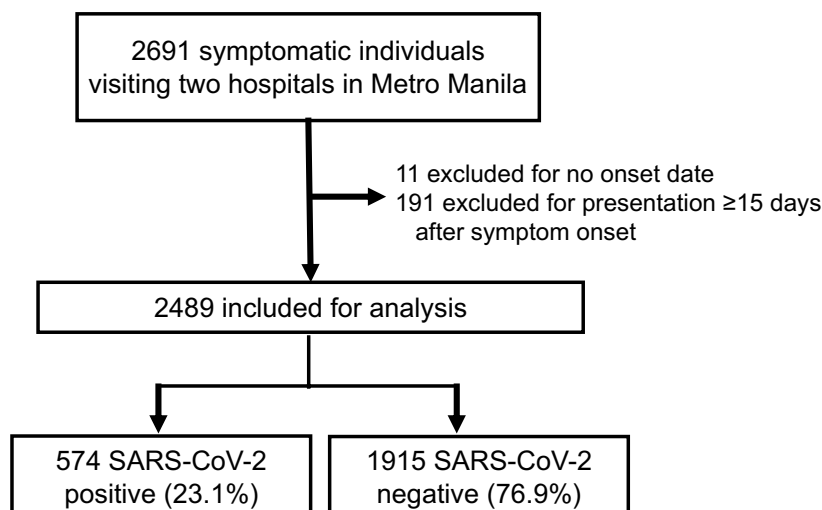 2691 symptomatic individuals
visiting two hospitals in Metro Manila
11 excluded for no onset date
191 excluded for presentation ≥15 days
after symptom onset
2489 included for analysis
574 SARS-CoV-2
positive (23.1%)
1915 SARS-CoV-2
negative (76.9%)